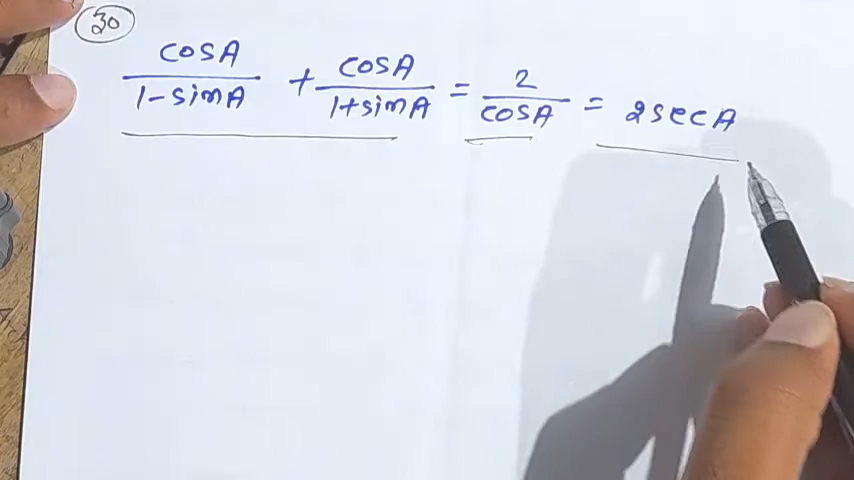 30
cosA/1-sinA + cosA/1+sinA = 2/cosA = 2secA